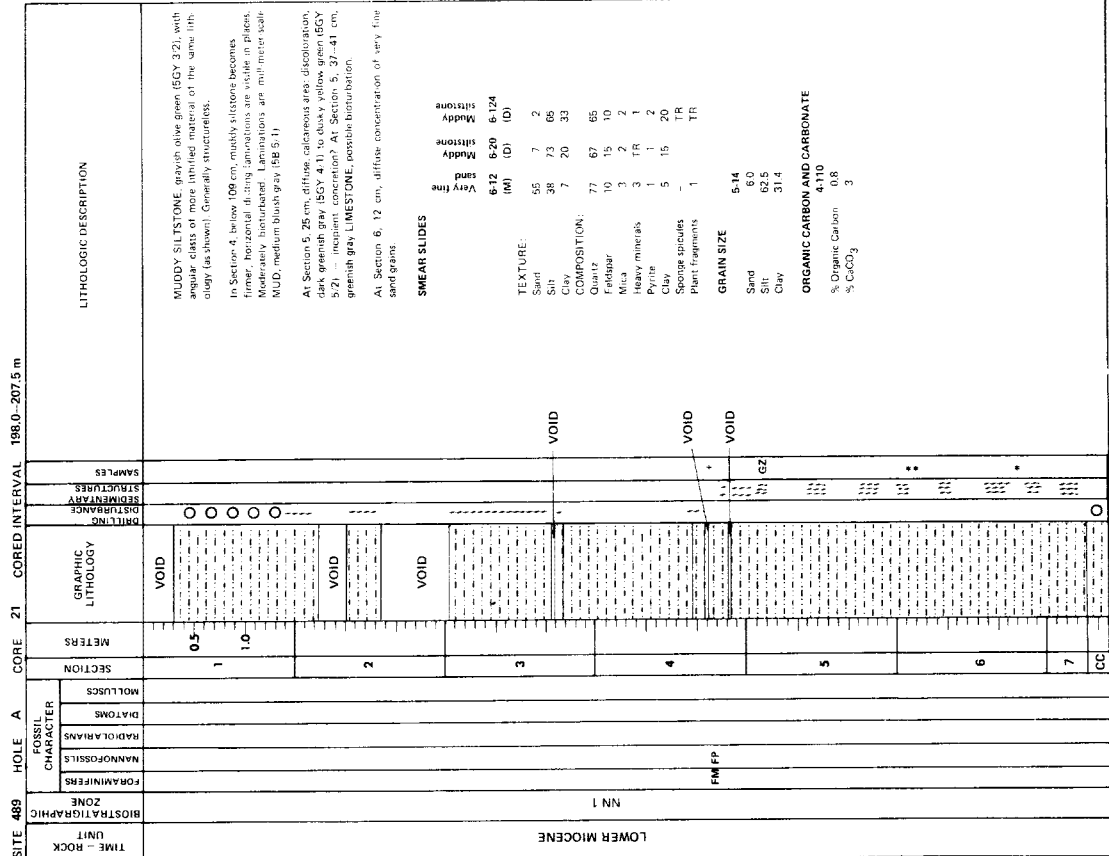 SITE 489 HOLE A CORE 21 CORED INTERVAL 198.0–207.5 m
TIME – ROCK UNIT
BIOSTRATIGRAPHIC ZONE
FOSSIL CHARACTER
FORAMINIFERS
NANNOFOSSILS
RADIOLARIANS
DIATOMS
MOLLUSCS
SECTION
METERS
GRAPHIC LITHOLOGY
DRILLING DISTURBANCE
SEDIMENTARY STRUCTURES
SAMPLES
LITHOLOGIC DESCRIPTION
LOWER MIOCENE
NN 1
FM FP
1
2
3
4
5
6
7
CC
0.5
1.0
VOID
VOID
VOID
VOID
VOID
VOID
*
GZ
**
*
MUDDY SILTSTONE, grayish olive green (5GY 3/2), with
angular clasts of more lithified material of the same lith-
ology (as shown). Generally structureless.
In Section 4, below 109 cm, muddy siltstone becomes
firmer, horizontal laminations are visible in places.
Moderately bioturbated. Laminations are millimeter-scale
MUD, medium bluish gray (5B 5/1)
At Section 5, 25 cm, diffuse, calcareous area: discoloration,
dark greenish gray (5GY 4/1) to dusky yellow green (5GY
5/2) — incipient concretion? At Section 5, 37–41 cm,
greenish gray LIMESTONE, possible bioturbation.
At Section 6, 12 cm, diffuse concentration of very fine
sand grains.
SMEAR SLIDES
Very fine sand Muddy siltstone Muddy siltstone
6-12 6-20 6-124
(M) (D) (D)
TEXTURE:
Sand 55 7 2
Silt 38 73 65
Clay 7 20 33
COMPOSITION:
Quartz 77 67 65
Feldspar 10 15 10
Mica 3 2 2
Heavy minerals 3 TR 1
Pyrite 1 1 2
Clay 5 15 20
Sponge spicules – TR
Plant fragments 1 TR
GRAIN SIZE
5-14
Sand 6.0
Silt 62.5
Clay 31.4
ORGANIC CARBON AND CARBONATE
4-110
% Organic Carbon 0.8
% CaCO3 3